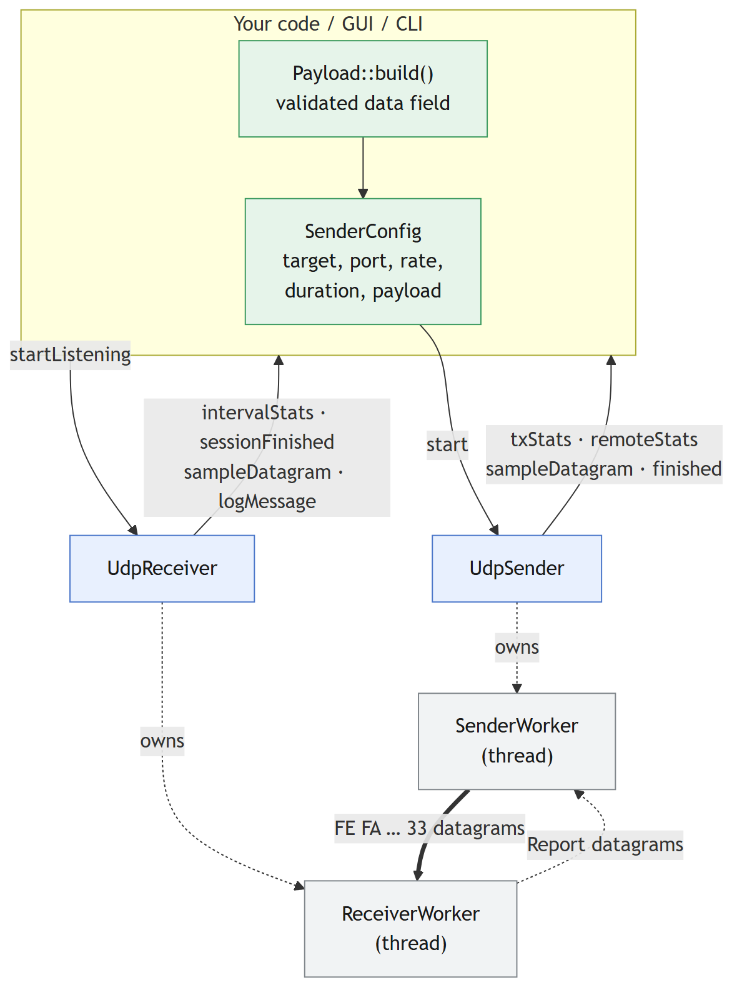 Your code / GUI / CLI
Payload::build()
validated data field
SenderConfig
target, port, rate,
duration, payload
startListening
intervalStats ·
sessionFinished
sampleDatagram ·
logMessage
start
txStats · remoteStats
sampleDatagram · finished
UdpReceiver
UdpSender
owns
owns
SenderWorker
(thread)
FE FA … 33 datagrams
Report datagrams
ReceiverWorker
(thread)